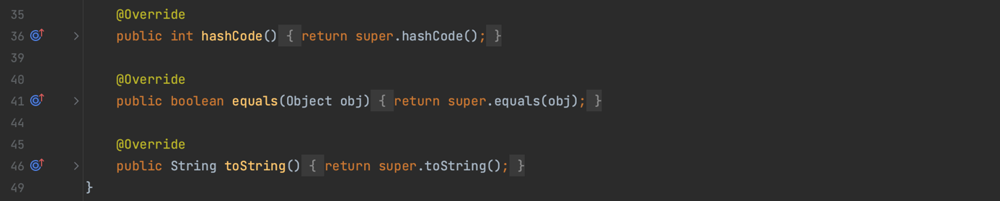 35 @Override
36 public int hashCode() { return super.hashCode(); }
39
40 @Override
41 public boolean equals(Object obj) { return super.equals(obj); }
44
45 @Override
46 public String toString() { return super.toString(); }
49 }